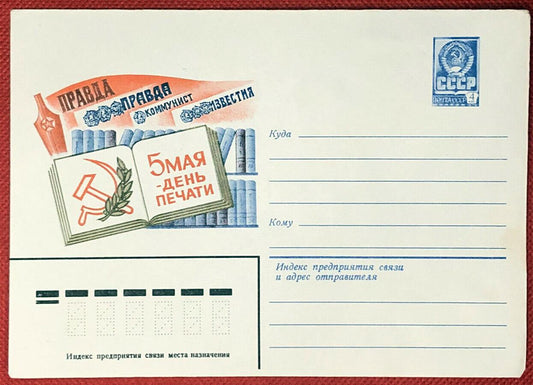 ПРАВДА
ПРАВДА
КОММУНИСТ
ИЗВЕСТИЯ
5 МАЯ
-ДЕНЬ
ПЕЧАТИ
СССР
ПОЧТА СССР
4
Куда
Кому
Индекс предприятия связи
и адрес отправителя
Индекс предприятия связи места назначения